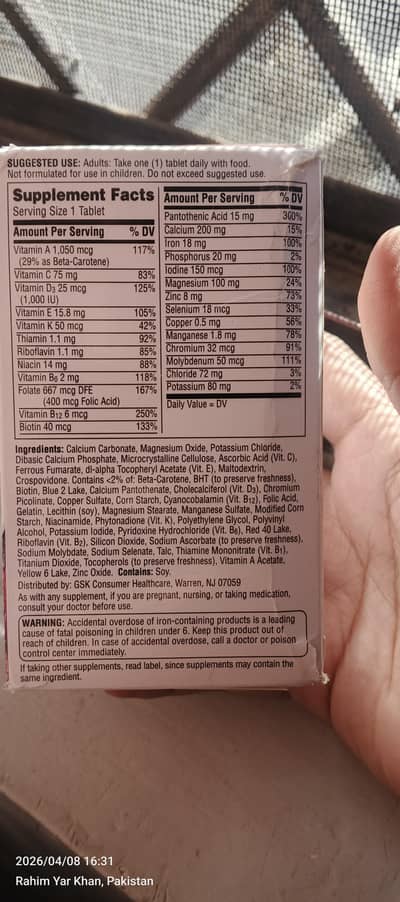 SUGGESTED USE: Adults: Take one (1) tablet daily with food.
Not formulated for use in children. Do not exceed suggested use.
Supplement Facts
Serving Size 1 Tablet
Amount Per Serving % DV
Vitamin A 1,050 mcg 117%
(29% as Beta-Carotene)
Vitamin C 75 mg 83%
Vitamin D3 25 mcg 125%
(1,000 IU)
Vitamin E 15.8 mg 105%
Vitamin K 50 mcg 42%
Thiamin 1.1 mg 92%
Riboflavin 1.1 mg 85%
Niacin 14 mg 88%
Vitamin B6 2 mg 118%
Folate 667 mcg DFE 167%
(400 mcg Folic Acid)
Vitamin B12 6 mcg 250%
Biotin 40 mcg 133%
Amount Per Serving % DV
Pantothenic Acid 15 mg 300%
Calcium 200 mg 15%
Iron 18 mg 100%
Phosphorus 20 mg 2%
Iodine 150 mcg 100%
Magnesium 100 mg 24%
Zinc 8 mg 73%
Selenium 18 mcg 33%
Copper 0.5 mg 56%
Manganese 1.8 mg 78%
Chromium 32 mcg 91%
Molybdenum 50 mcg 111%
Chloride 72 mg 3%
Potassium 80 mg 2%
Daily Value = DV
Ingredients: Calcium Carbonate, Magnesium Oxide, Potassium Chloride,
Dibasic Calcium Phosphate, Microcrystalline Cellulose, Ascorbic Acid (Vit. C),
Ferrous Fumarate, dl-alpha Tocopheryl Acetate (Vit. E), Maltodextrin,
Crospovidone. Contains <2% of: Beta-Carotene, BHT (to preserve freshness),
Biotin, Blue 2 Lake, Calcium Pantothenate, Cholecalciferol (Vit. D3), Chromium
Picolinate, Copper Sulfate, Corn Starch, Cyanocobalamin (Vit. B12), Folic Acid,
Gelatin, Lecithin (soy), Magnesium Stearate, Manganese Sulfate, Modified Corn
Starch, Niacinamide, Phytonadione (Vit. K), Polyethylene Glycol, Polyvinyl
Alcohol, Potassium Iodide, Pyridoxine Hydrochloride (Vit. B6), Red 40 Lake,
Riboflavin (Vit. B2), Silicon Dioxide, Sodium Ascorbate (to preserve freshness),
Sodium Molybdate, Sodium Selenate, Talc, Thiamine Mononitrate (Vit. B1),
Titanium Dioxide, Tocopherols (to preserve freshness), Vitamin A Acetate,
Yellow 6 Lake, Zinc Oxide. Contains: Soy.
Distributed by: GSK Consumer Healthcare, Warren, NJ 07059
As with any supplement, if you are pregnant, nursing, or taking medication,
consult your doctor before use.
WARNING: Accidental overdose of iron-containing products is a leading
cause of fatal poisoning in children under 6. Keep this product out of
reach of children. In case of accidental overdose, call a doctor or poison
control center immediately.
If taking other supplements, read label, since supplements may contain the
same ingredient.
2026/04/08 16:31
Rahim Yar Khan, Pakistan